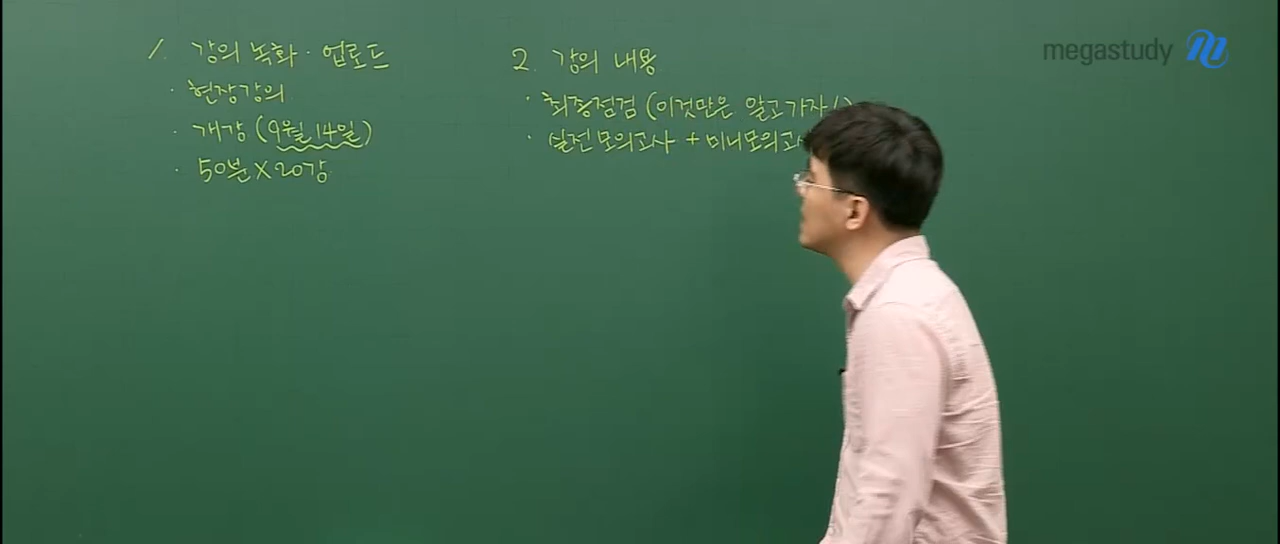 1. 강의 녹화 · 업로드
· 현장강의
· 개강 (9월 14일)
· 50분 X 20강
2. 강의 내용
· 최종점검 (이것만은 알고가자!)
· 실전모의고사 + 미니모의고사
megastudy